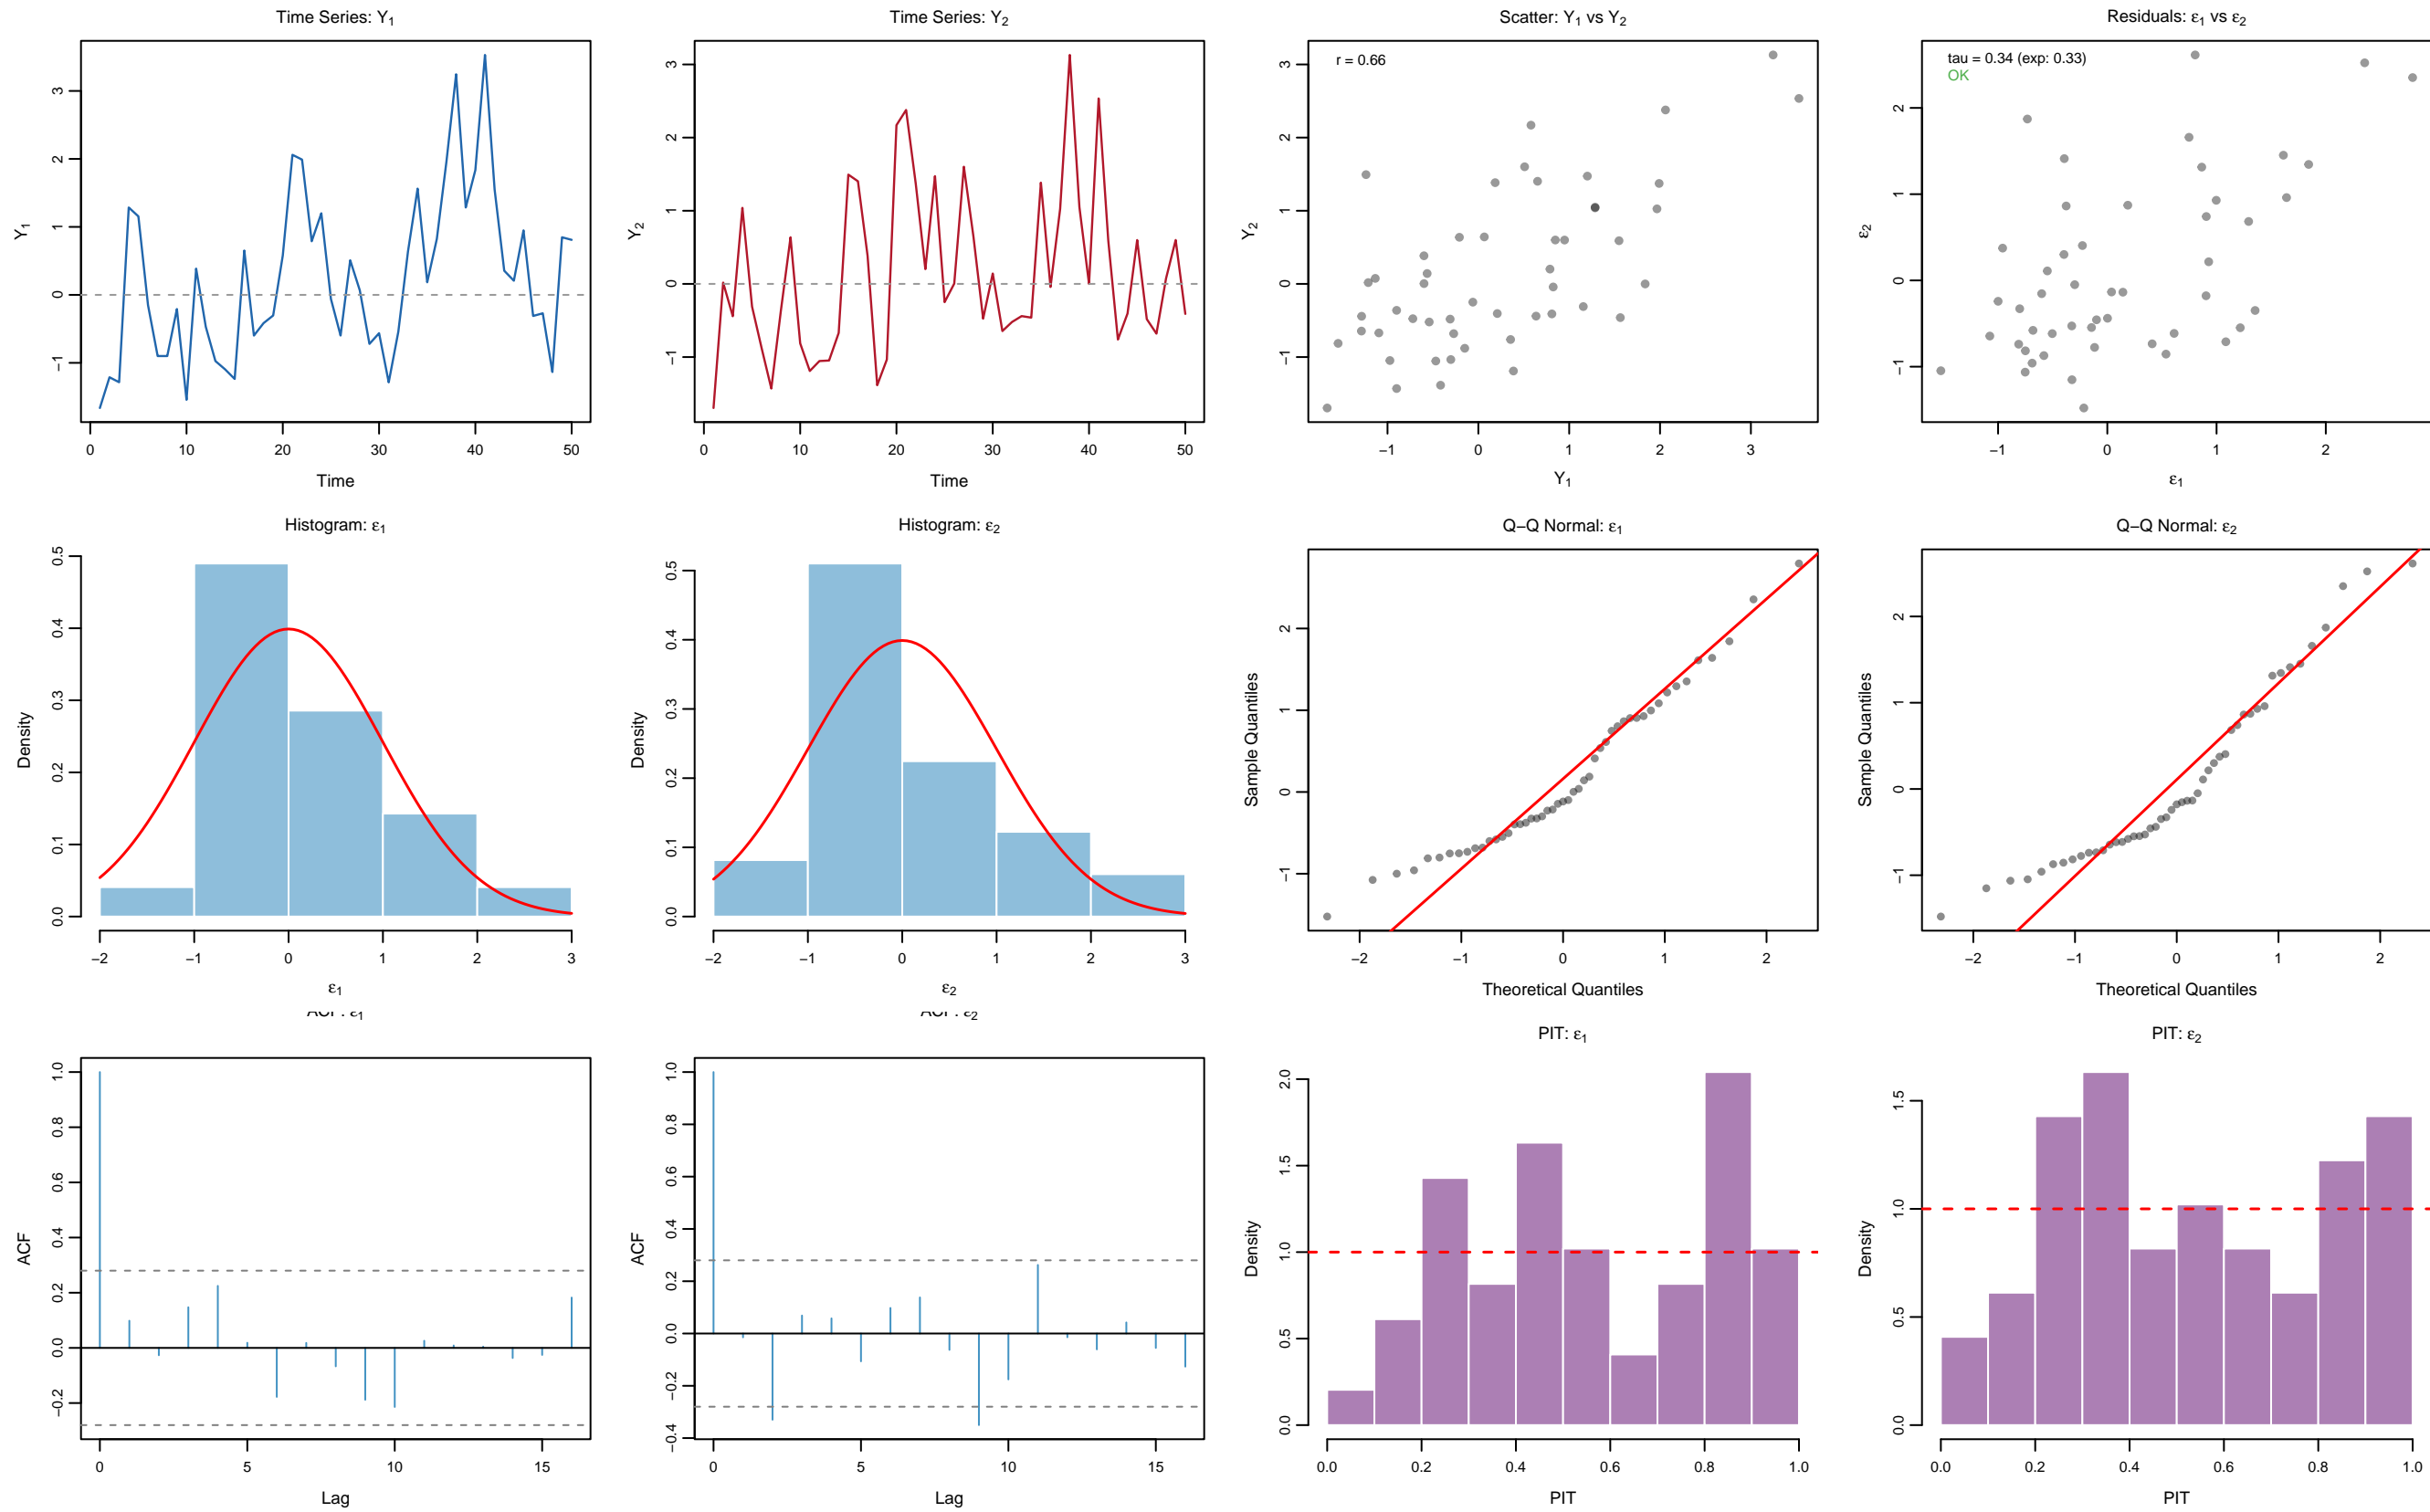 Time Series: Y₁
3
2
1
0
−1
Y₁
0 10 20 30 40 50
Time
Time Series: Y₂
3
2
1
0
−1
Y₂
0 10 20 30 40 50
Time
Scatter: Y₁ vs Y₂
r = 0.66
3
2
1
0
−1
Y₂
−1 0 1 2 3
Y₁
Residuals: ε₁ vs ε₂
tau = 0.34 (exp: 0.33)
OK
2
1
0
−1
ε₂
−1 0 1 2
ε₁
Histogram: ε₁
0.5
0.4
0.3
0.2
0.1
0.0
Density
−2 −1 0 1 2 3
ε₁
Histogram: ε₂
0.5
0.4
0.3
0.2
0.1
0.0
Density
−2 −1 0 1 2 3
ε₂
Q−Q Normal: ε₁
2
1
0
−1
Sample Quantiles
−2 −1 0 1 2
Theoretical Quantiles
Q−Q Normal: ε₂
2
1
0
−1
Sample Quantiles
−2 −1 0 1 2
Theoretical Quantiles
ACF: ε₁
1.0
0.8
0.6
0.4
0.2
0.0
−0.2
ACF
0 5 10 15
Lag
ACF: ε₂
1.0
0.8
0.6
0.4
0.2
0.0
−0.2
−0.4
ACF
0 5 10 15
Lag
PIT: ε₁
2.0
1.5
1.0
0.5
0.0
Density
0.0 0.2 0.4 0.6 0.8 1.0
PIT
PIT: ε₂
1.5
1.0
0.5
0.0
Density
0.0 0.2 0.4 0.6 0.8 1.0
PIT